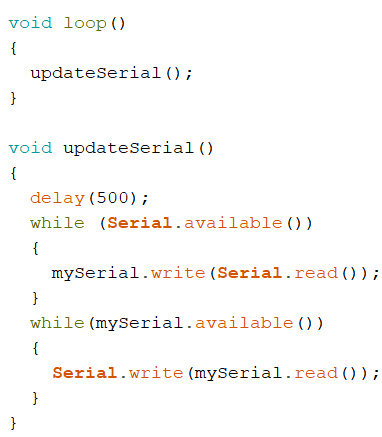 void loop()
{
  updateSerial();
}

void updateSerial()
{
  delay(500);
  while (Serial.available())
  {
    mySerial.write(Serial.read());
  }
  while(mySerial.available())
  {
    Serial.write(mySerial.read());
  }
}